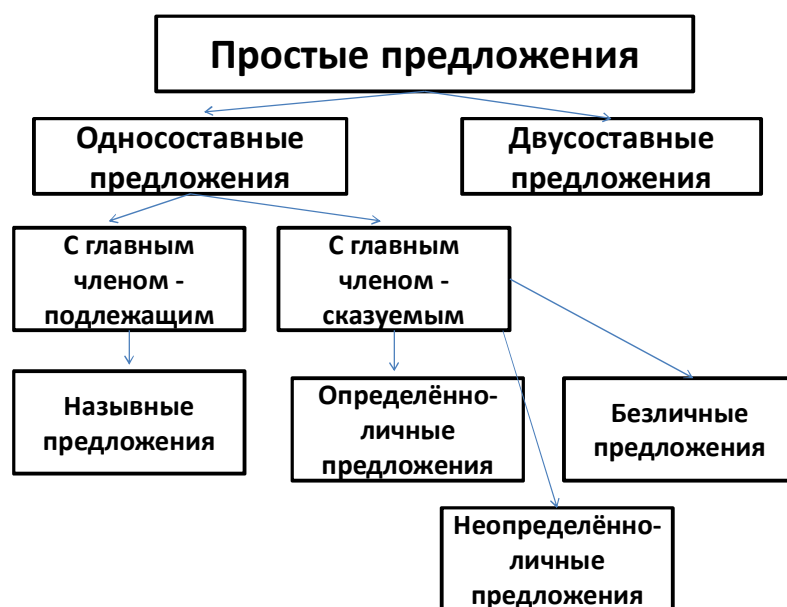 Простые предложения
Односоставные
предложения
Двусоставные
предложения
С главным
членом -
подлежащим
С главным
членом -
сказуемым
Назывные
предложения
Определённо-
личные
предложения
Безличные
предложения
Неопределённо-
личные
предложения